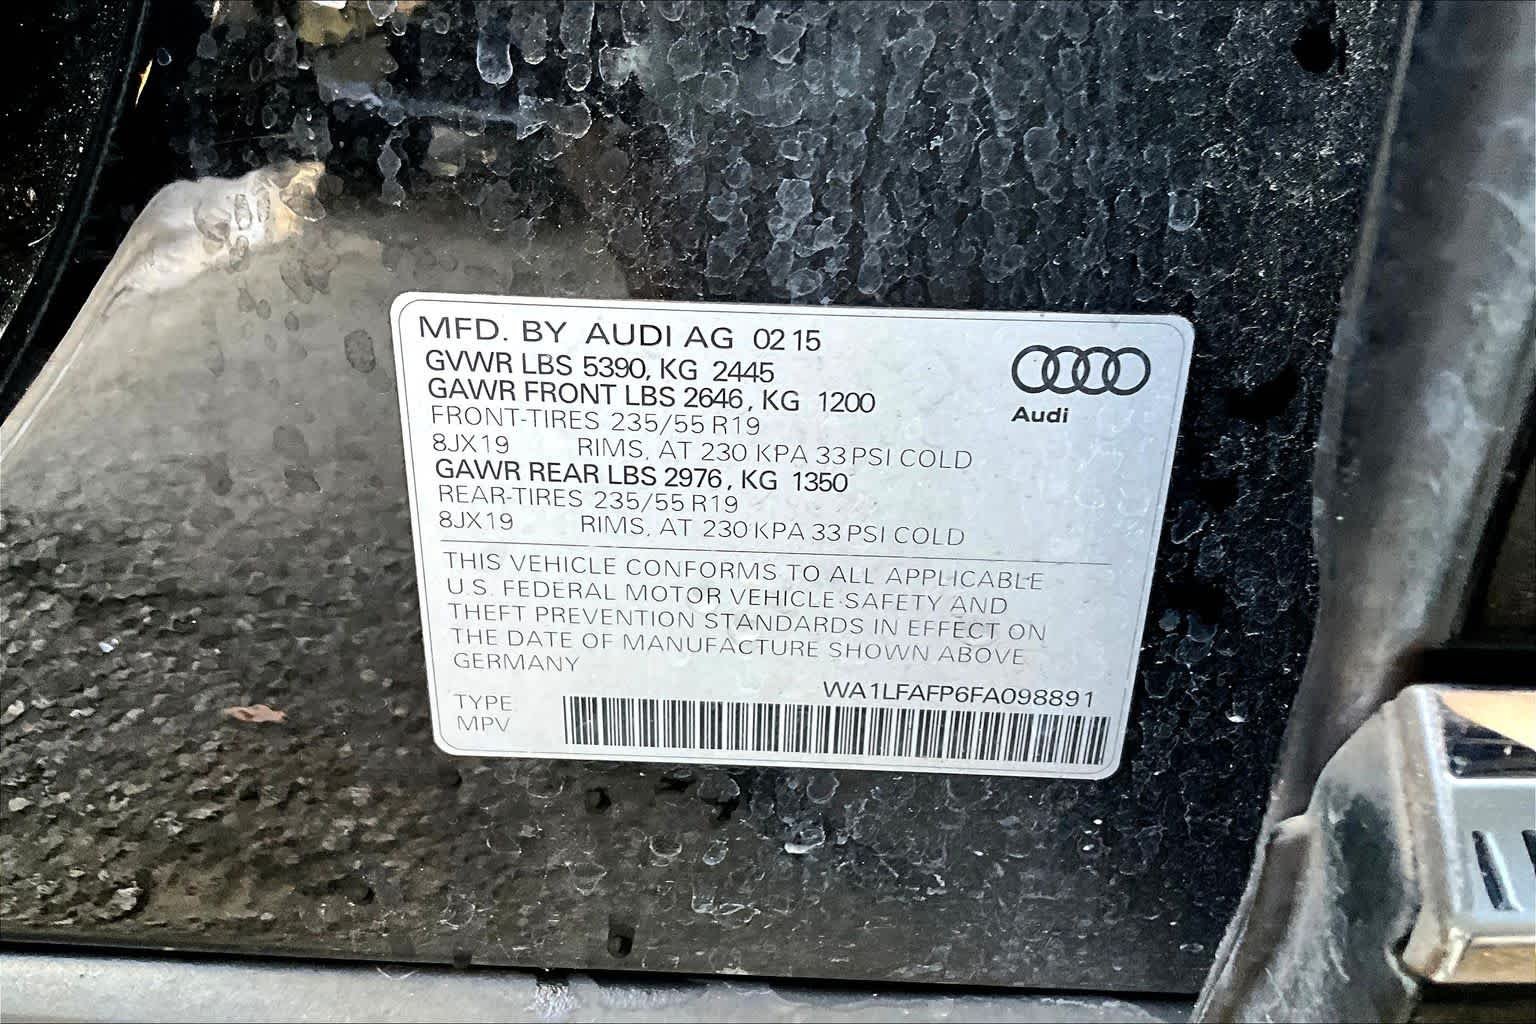 MFD. BY AUDI AG 02 15
GVWR LBS 5390, KG 2445
GAWR FRONT LBS 2646, KG 1200
FRONT-TIRES 235/55 R19
8JX19 RIMS, AT 230 KPA 33 PSI COLD
GAWR REAR LBS 2976, KG 1350
REAR-TIRES 235/55 R19
8JX19 RIMS, AT 230 KPA 33 PSI COLD
Audi
THIS VEHICLE CONFORMS TO ALL APPLICABLE
U.S. FEDERAL MOTOR VEHICLE SAFETY AND
THEFT PREVENTION STANDARDS IN EFFECT ON
THE DATE OF MANUFACTURE SHOWN ABOVE
GERMANY
WA1LFAFP6FA098891
TYPE
MPV